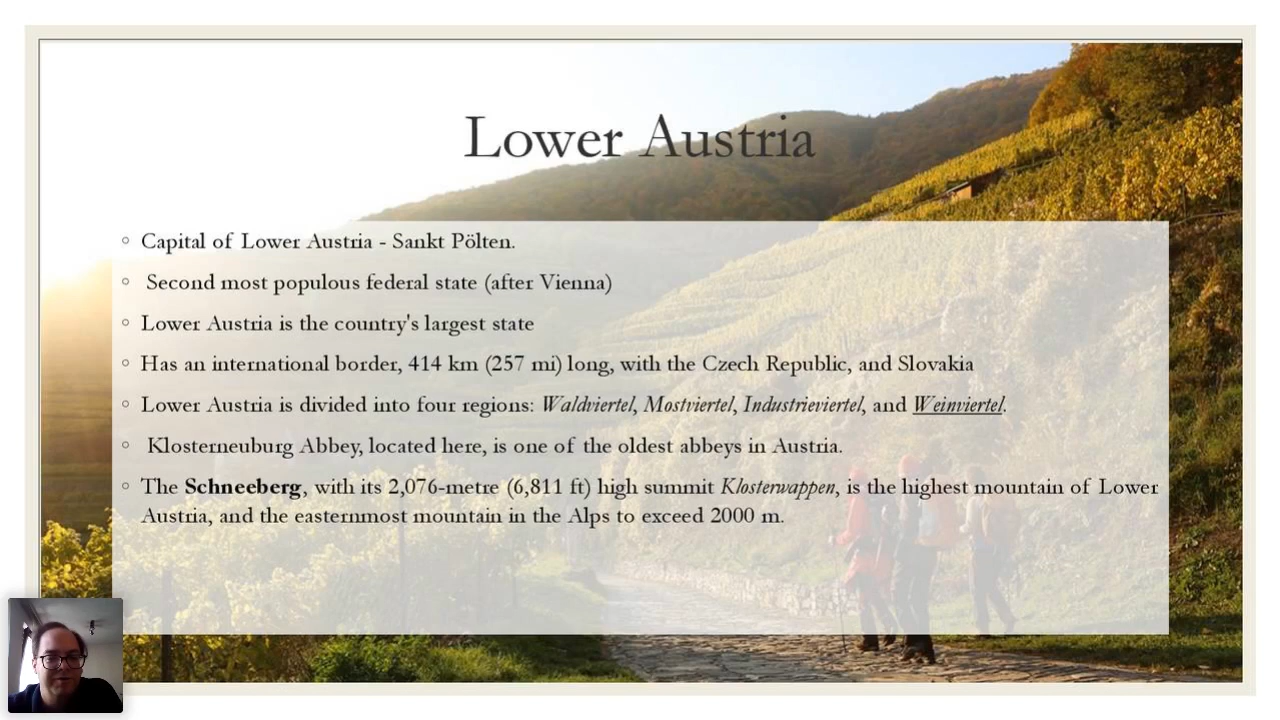 Lower Austria
◦ Capital of Lower Austria - Sankt Pölten.
◦ Second most populous federal state (after Vienna)
◦ Lower Austria is the country's largest state
◦ Has an international border, 414 km (257 mi) long, with the Czech Republic, and Slovakia
◦ Lower Austria is divided into four regions: Waldviertel, Mostviertel, Industrieviertel, and Weinviertel.
◦ Klosterneuburg Abbey, located here, is one of the oldest abbeys in Austria.
◦ The Schneeberg, with its 2,076-metre (6,811 ft) high summit Klosterwappen, is the highest mountain of Lower
Austria, and the easternmost mountain in the Alps to exceed 2000 m.